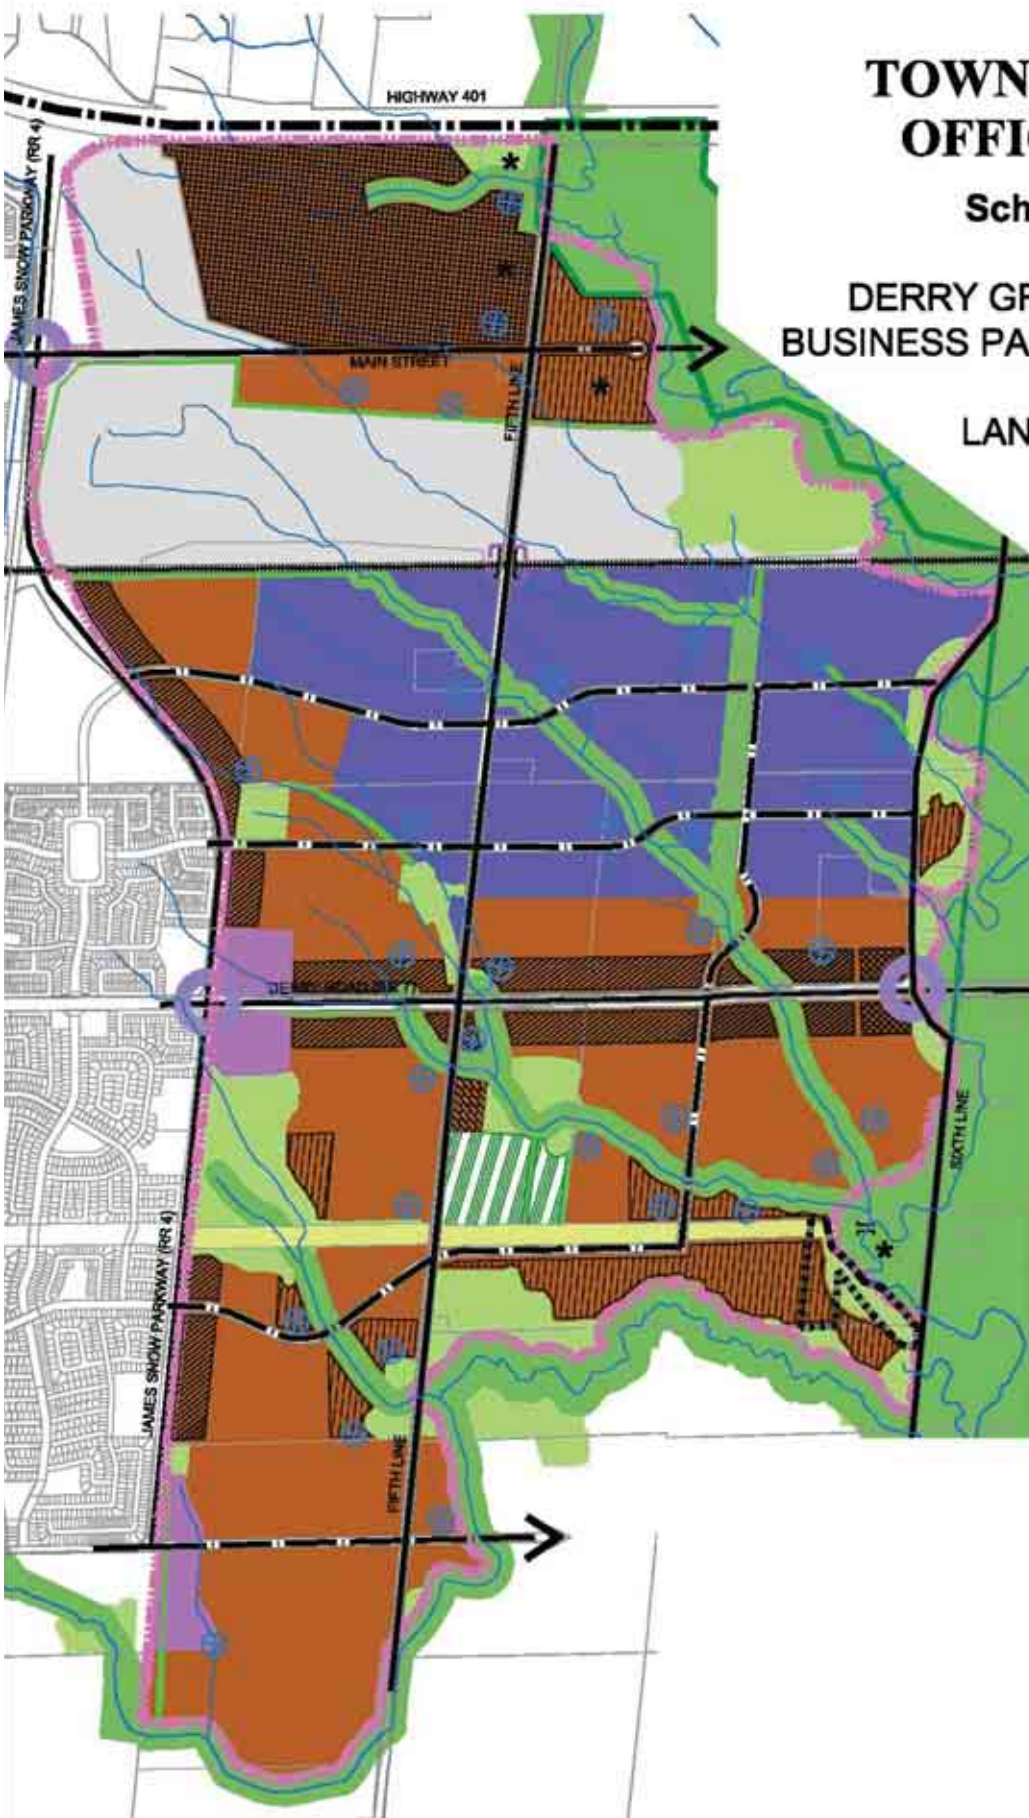 TOWN
OFFIC
Sch
DERRY GR
BUSINESS PA
LAN
HIGHWAY 401
JAMES SNOW PARKWAY (RR 4)
MAIN STREET
FIFTH LINE
SIXTH LINE
JAMES SNOW PARKWAY (RR 4)
FIFTH LINE